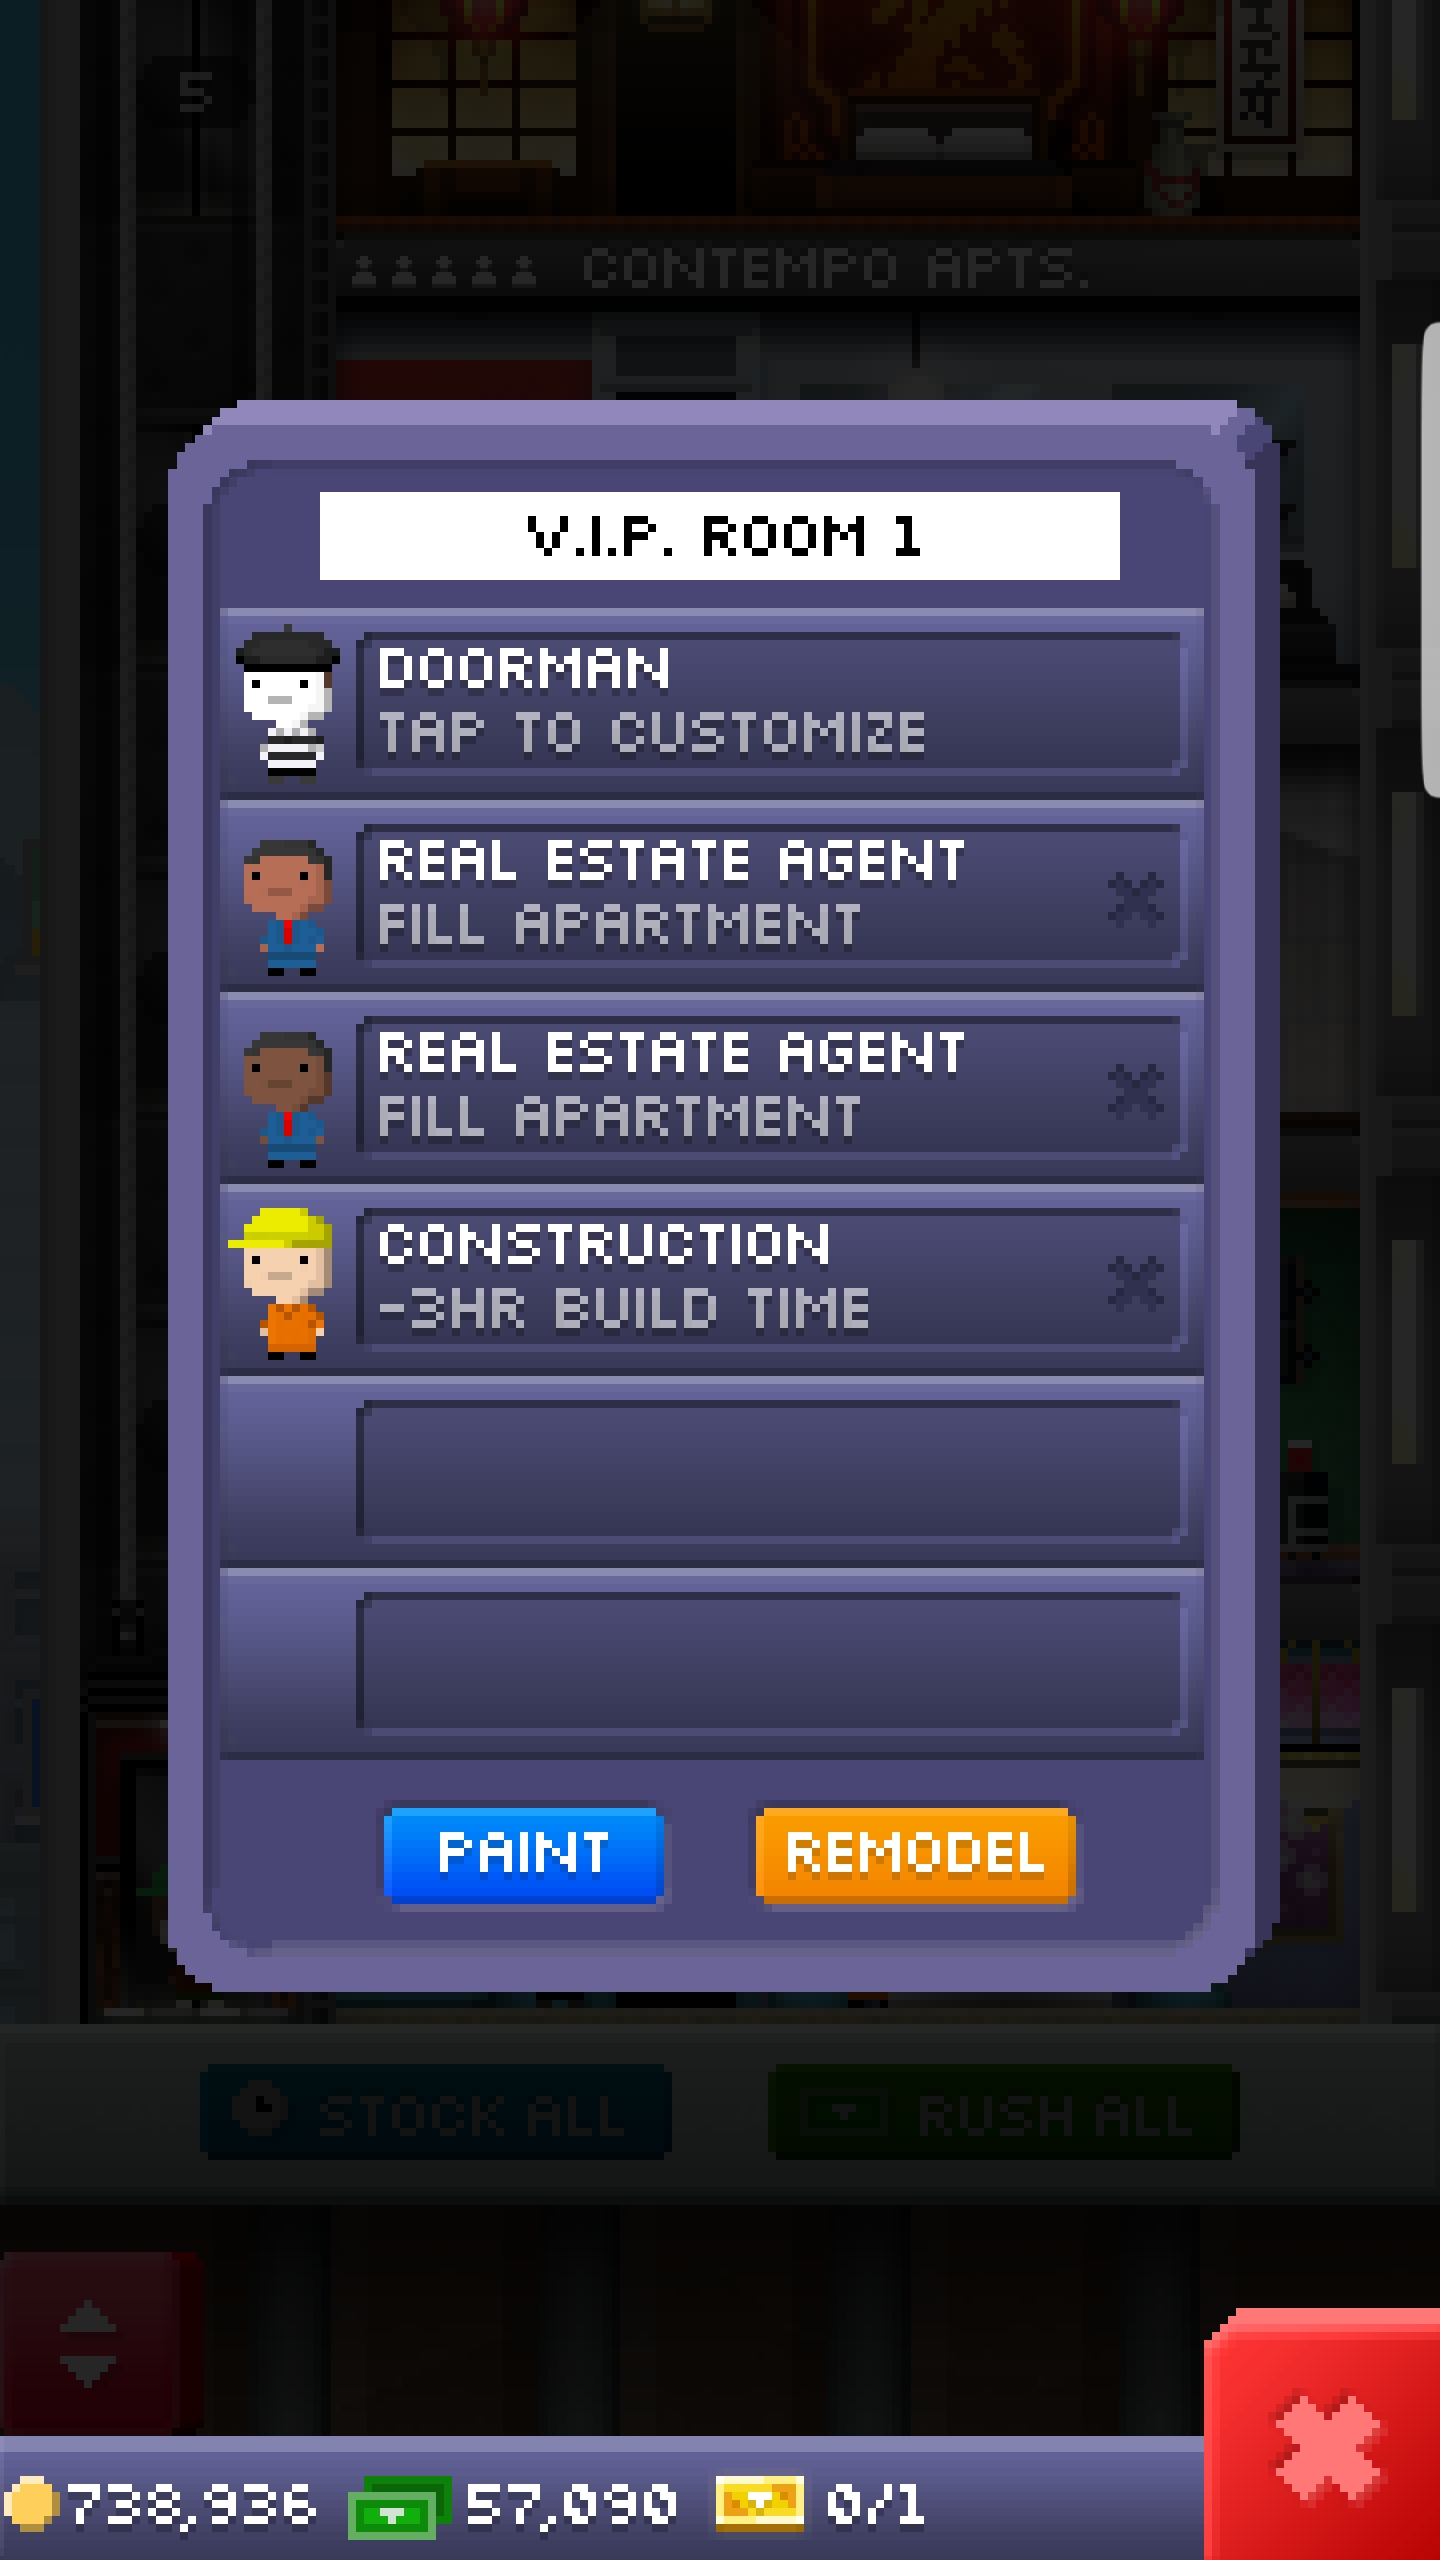 5
CONTEMPO APTS.
V.I.P. ROOM 1
DOORMAN
TAP TO CUSTOMIZE
REAL ESTATE AGENT
FILL APARTMENT
REAL ESTATE AGENT
FILL APARTMENT
CONSTRUCTION
-3HR BUILD TIME
PAINT
REMODEL
STOCK ALL
RUSH ALL
738,936
57,090
0/1